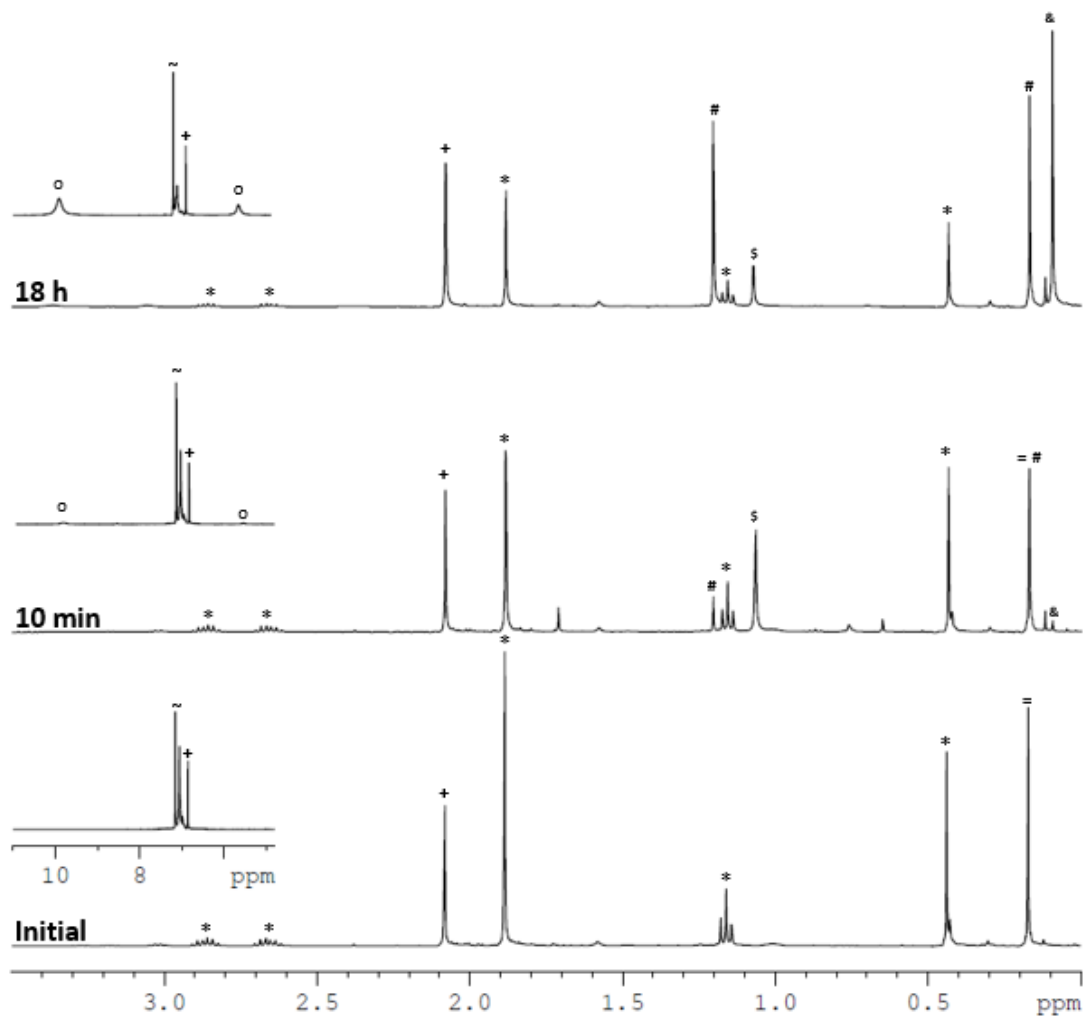 &
~ # #
+
+
o * *
o
* $
18 h * *
~
* * = #
+ +
o o $
# *
10 min * * &
*
~ =
+ *
+
*
10 8 ppm
Initial * *
3.0 2.5 2.0 1.5 1.0 0.5 ppm